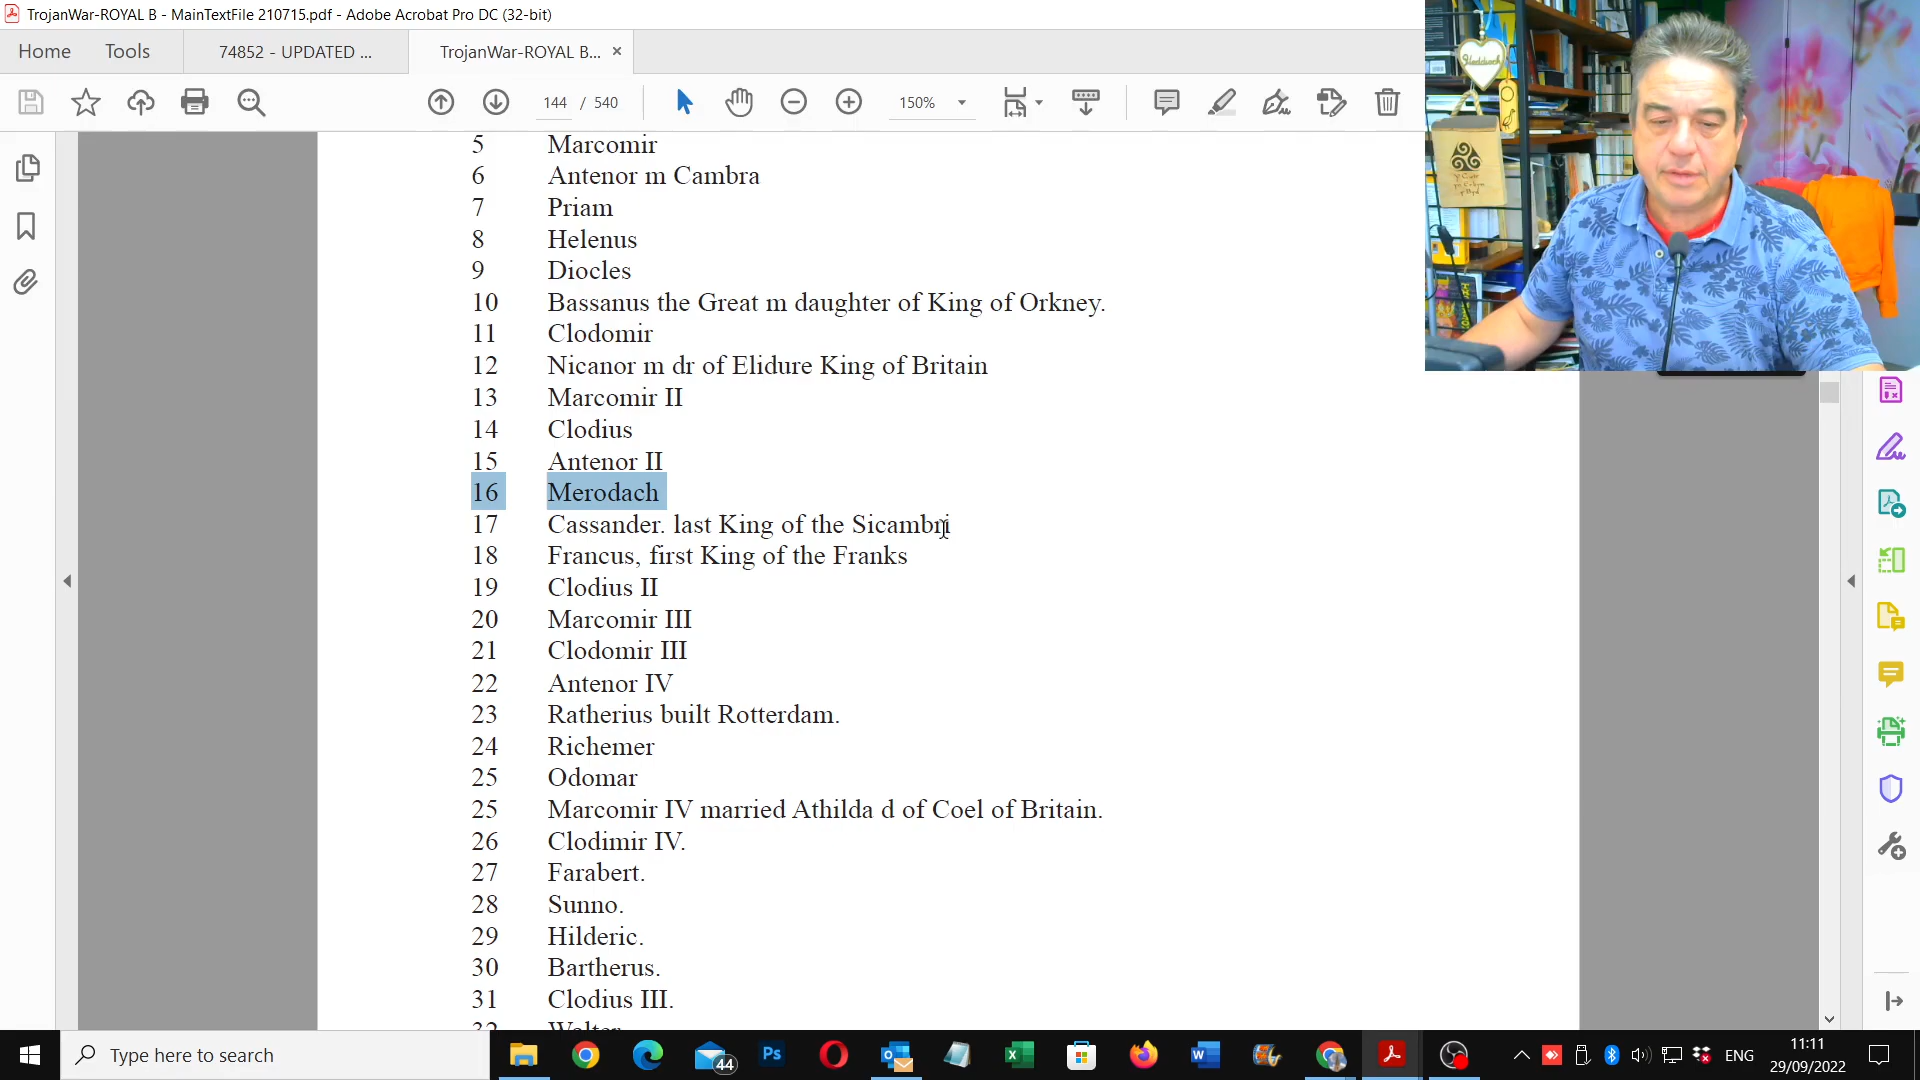 TrojanWar-ROYAL B - MainTextFile 210715.pdf - Adobe Acrobat Pro DC (32-bit)
Home
Tools
74852 - UPDATED ...
TrojanWar-ROYAL B... ×
144 / 540
150%
5 Marcomir
6 Antenor m Cambra
7 Priam
8 Helenus
9 Diocles
10 Bassanus the Great m daughter of King of Orkney.
11 Clodomir
12 Nicanor m dr of Elidure King of Britain
13 Marcomir II
14 Clodius
15 Antenor II
16 Merodach
17 Cassander. last King of the Sicambri
18 Francus, first King of the Franks
19 Clodius II
20 Marcomir III
21 Clodomir III
22 Antenor IV
23 Ratherius built Rotterdam.
24 Richemer
25 Odomar
25 Marcomir IV married Athilda d of Coel of Britain.
26 Clodimir IV.
27 Farabert.
28 Sunno.
29 Hilderic.
30 Bartherus.
31 Clodius III.
32 Walter
Type here to search
44
Ps
ENG
11:11
29/09/2022